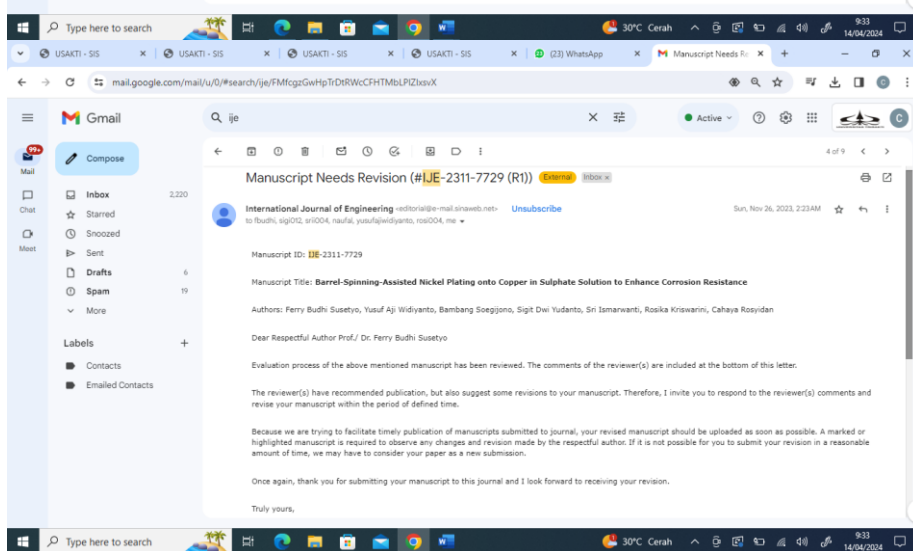 Type here to search
30°C Cerah
9:33
14/04/2024
USAKTI - SIS
USAKTI - SIS
USAKTI - SIS
USAKTI - SIS
(23) WhatsApp
Manuscript Needs Re
mail.google.com/mail/u/0/#search/ije/FMfcgzGwHpTrDtRWcCFHTMbLPlZlxsvX
Gmail
ije
Active
C
99+
Mail
Chat
Meet
Compose
Inbox 2,220
Starred
Snoozed
Sent
Drafts 6
Spam 19
More
Labels
Contacts
Emailed Contacts
4 of 9
Manuscript Needs Revision (#IJE-2311-7729 (R1)) External Inbox x
International Journal of Engineering <editorial@e-mail.sinaweb.net> Unsubscribe
Sun, Nov 26, 2023, 2:23 AM
to fbudhi, sigi012, srii004, naufal, yusufajiwidiyanto, rosi004, me
Manuscript ID: IJE-2311-7729
Manuscript Title: Barrel-Spinning-Assisted Nickel Plating onto Copper in Sulphate Solution to Enhance Corrosion Resistance
Authors: Ferry Budhi Susetyo, Yusuf Aji Widiyanto, Bambang Soegijono, Sigit Dwi Yudanto, Sri Ismarwanti, Rosika Kriswarini, Cahaya Rosyidan
Dear Respectful Author Prof./ Dr. Ferry Budhi Susetyo
Evaluation process of the above mentioned manuscript has been reviewed. The comments of the reviewer(s) are included at the bottom of this letter.
The reviewer(s) have recommended publication, but also suggest some revisions to your manuscript. Therefore, I invite you to respond to the reviewer(s) comments and
revise your manuscript within the period of defined time.
Because we are trying to facilitate timely publication of manuscripts submitted to journal, your revised manuscript should be uploaded as soon as possible. A marked or
highlighted manuscript is required to observe any changes and revision made by the respectful author. If it is not possible for you to submit your revision in a reasonable
amount of time, we may have to consider your paper as a new submission.
Once again, thank you for submitting your manuscript to this journal and I look forward to receiving your revision.
Truly yours,
Type here to search
30°C Cerah
9:33
14/04/2024